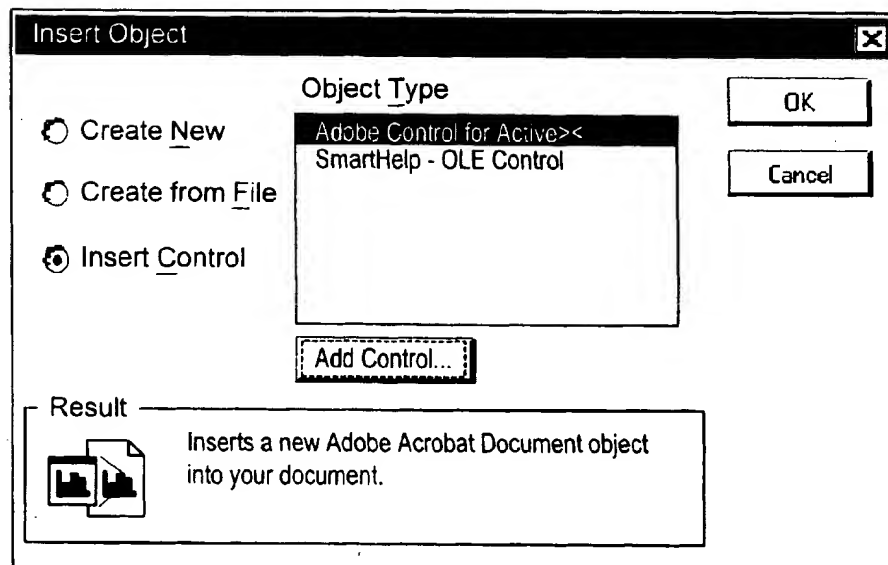 Insert Object
Object Type
Create New
Create from File
Insert Control
Adobe Control for Active><
SmartHelp - OLE Control
OK
Cancel
Add Control...
Result
Inserts a new Adobe Acrobat Document object
into your document.